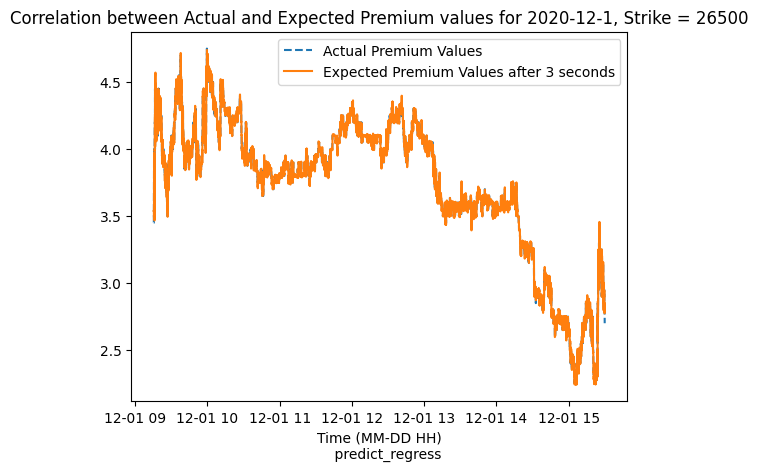 Correlation between Actual and Expected Premium values for 2020-12-1, Strike = 26500
Actual Premium Values
Expected Premium Values after 3 seconds
4.5
4.0
3.5
3.0
2.5
12-01 09 12-01 10 12-01 11 12-01 12 12-01 13 12-01 14 12-01 15
Time (MM-DD HH)
predict_regress